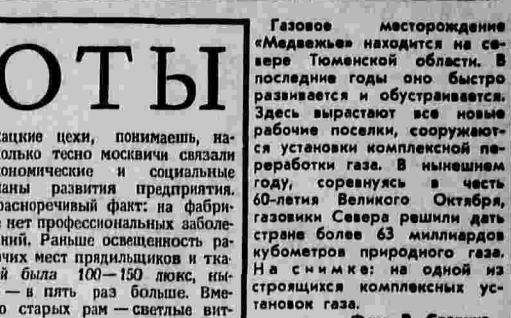 ОТЫ
ацкие цехи, понимаешь, на-
олько тесно москвичи связали
ономические и социальные
аны развития предприятия.
расноречивый факт: на фабри-
е нет профессиональных заболе-
ний. Раньше освещенность ра-
чих мест прядильщиков и тка-
й была 100—150 люкс, ны-
— в пять раз больше. Вме-
о старых рам — светлые вит-
Газовое месторождение
«Медвежье» находится на се-
вере Тюменской области. В
последние годы оно быстро
развивается и обустраивается.
Здесь вырастают все новые
рабочие поселки, сооружают-
ся установки комплексной пе-
реработки газа. В нынешнем
году, соревнуясь в честь
60-летия Великого Октября,
газовики Севера решили дать
стране более 63 миллиардов
кубометров природного газа.
На снимке: на одной из
строящихся комплексных ус-
тановок газа.